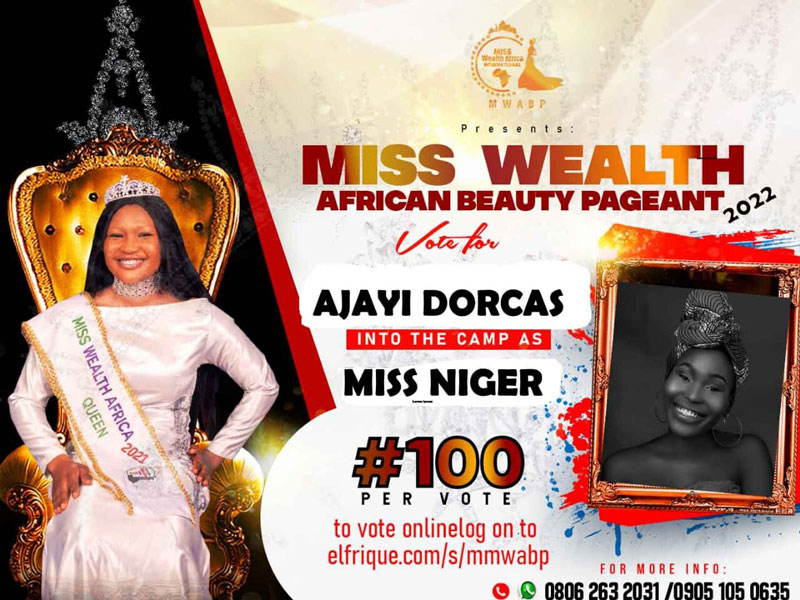 MISS
Wealth Africa
INTERNATIONAL
MWABP
Presents:
MISS WEALTH
AFRICAN BEAUTY PAGEANT
2022
Vote for
AJAYI DORCAS
INTO THE CAMP AS
MISS NIGER
#100
PER VOTE
to vote onlinelog on to
elfrique.com/s/mmwabp
FOR MORE INFO:
0806 263 2031 /0905 105 0635
MISS WEALTH AFRICA 2021
QUEEN